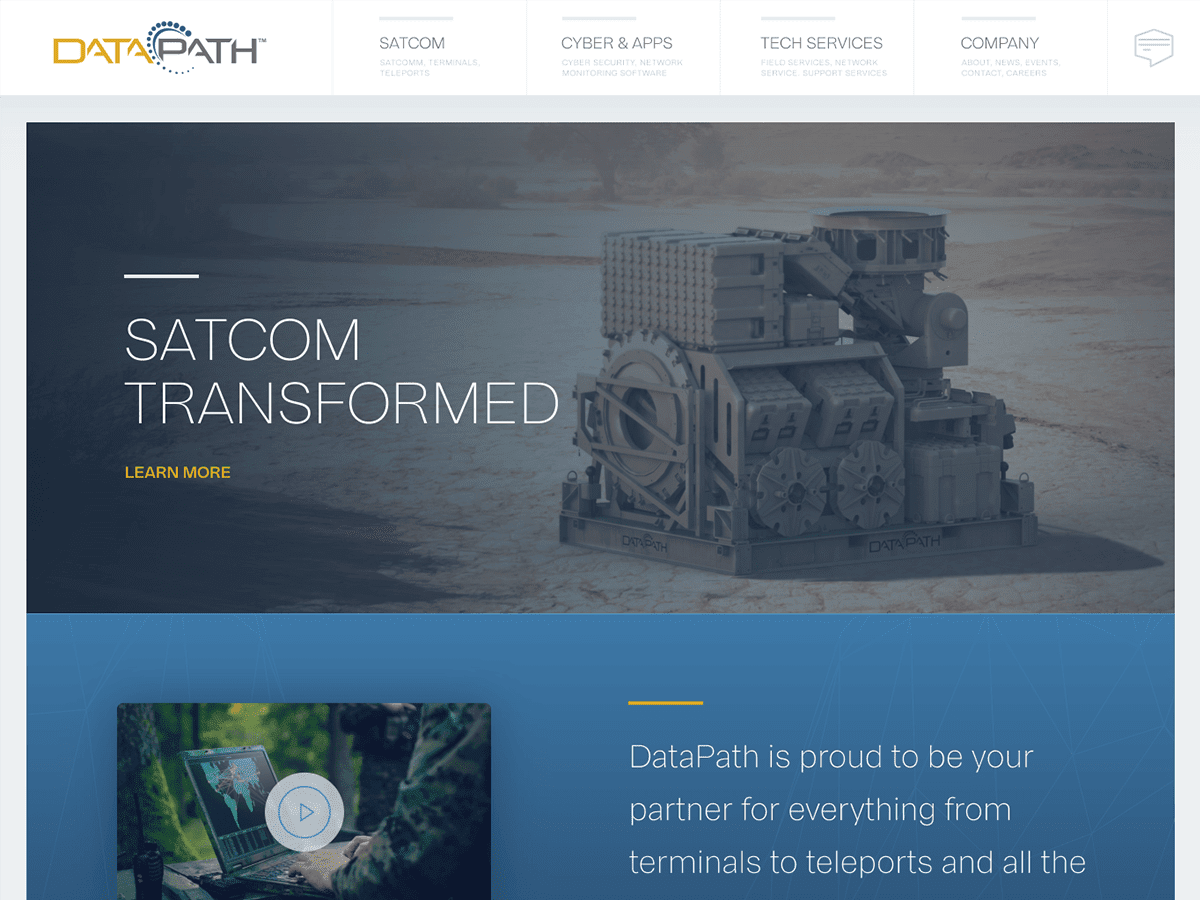 DATAPATH™
SATCOM
SATCOMM, TERMINALS,
TELEPORTS
CYBER & APPS
CYBER SECURITY, NETWORK
MONITORING SOFTWARE
TECH SERVICES
FIELD SERVICES, NETWORK
SERVICE, SUPPORT SERVICES
COMPANY
ABOUT, NEWS, EVENTS,
CONTACT, CAREERS
SATCOM
TRANSFORMED
LEARN MORE
DATAPATH
DATAPATH
DataPath is proud to be your
partner for everything from
terminals to teleports and all the